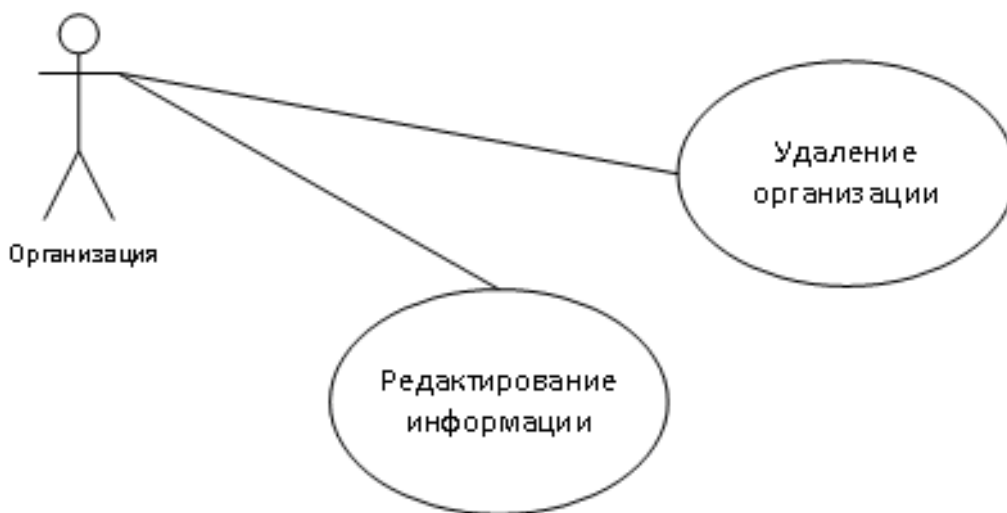 Удаление
организации
Организация
Редактирование
информации